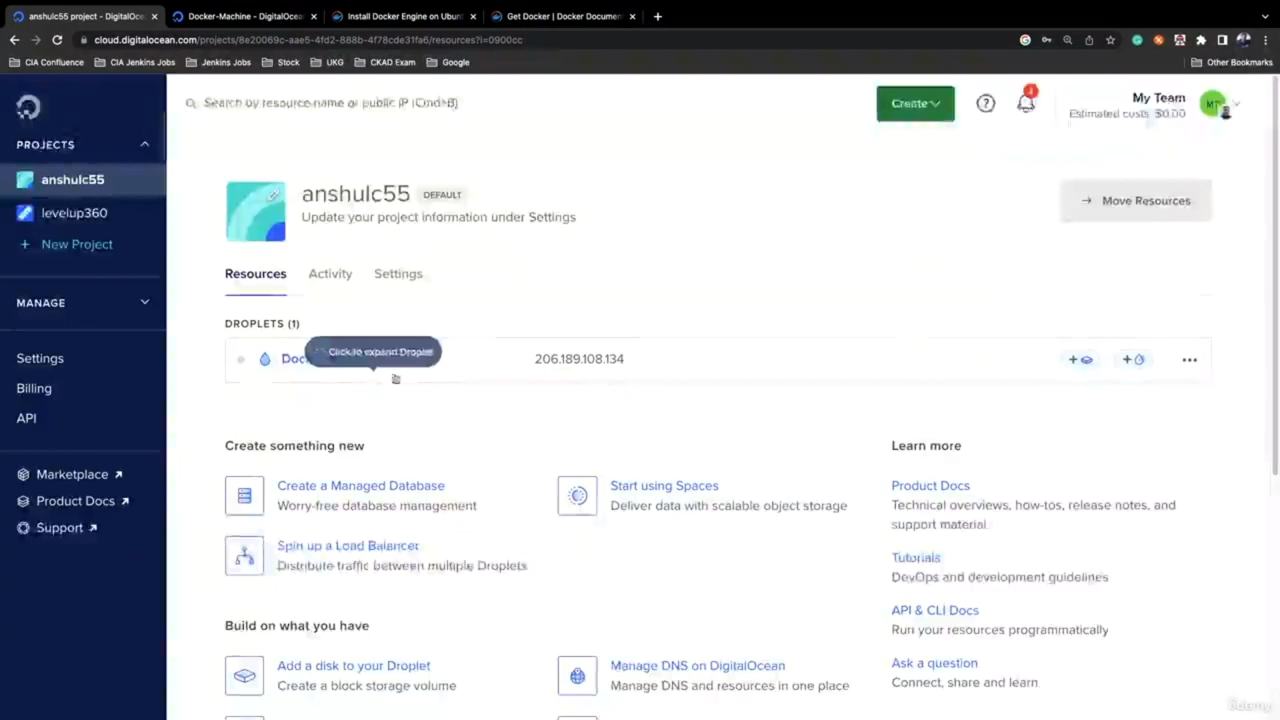 anshulc55 project - DigitalOcea
Docker-Machine - DigitalOcean
Install Docker Engine on Ubunt
Get Docker | Docker Document
cloud.digitalocean.com/projects/8e20069c-aae5-4fd2-888b-4f78cde31fa6/resources?i=0900cc
CIA Confluence
CIA Jenkins Jobs
Jenkins Jobs
Stock
UKG
CKAD Exam
Google
Other Bookmarks
Search by resource name or public IP (Cmd+B)
Create
4
My Team
Estimated costs: $0.00
MT
PROJECTS
anshulc55
levelup360
+ New Project
MANAGE
Settings
Billing
API
Marketplace
Product Docs
Support
anshulc55 DEFAULT
Update your project information under Settings
Move Resources
Resources
Activity
Settings
DROPLETS (1)
Click to expand Droplet
206.189.108.134
Create something new
Create a Managed Database
Worry-free database management
Start using Spaces
Deliver data with scalable object storage
Spin up a Load Balancer
Distribute traffic between multiple Droplets
Learn more
Product Docs
Technical overviews, how-tos, release notes, and
support material
Tutorials
DevOps and development guidelines
API & CLI Docs
Run your resources programmatically
Ask a question
Connect, share and learn
Build on what you have
Add a disk to your Droplet
Create a block storage volume
Manage DNS on DigitalOcean
Manage DNS and resources in one place
Udemy